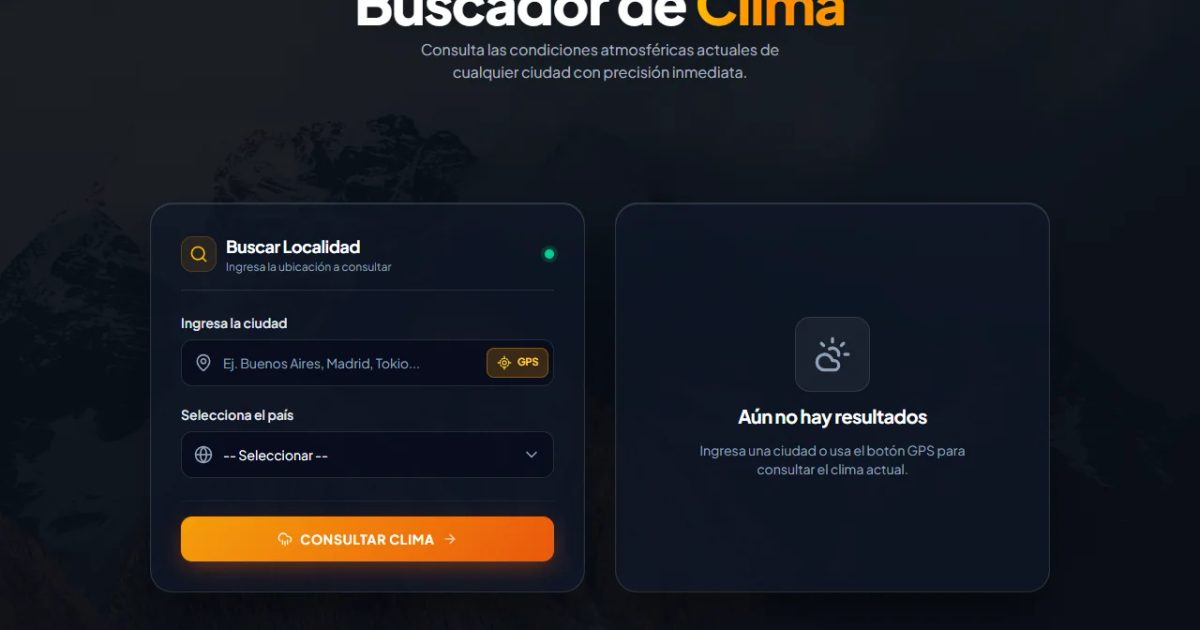 Buscador de Clima
Consulta las condiciones atmosféricas actuales de
cualquier ciudad con precisión inmediata.
Buscar Localidad
Ingresa la ubicación a consultar
Ingresa la ciudad
Ej. Buenos Aires, Madrid, Tokio...
GPS
Selecciona el país
-- Seleccionar --
CONSULTAR CLIMA
Aún no hay resultados
Ingresa una ciudad o usa el botón GPS para
consultar el clima actual.